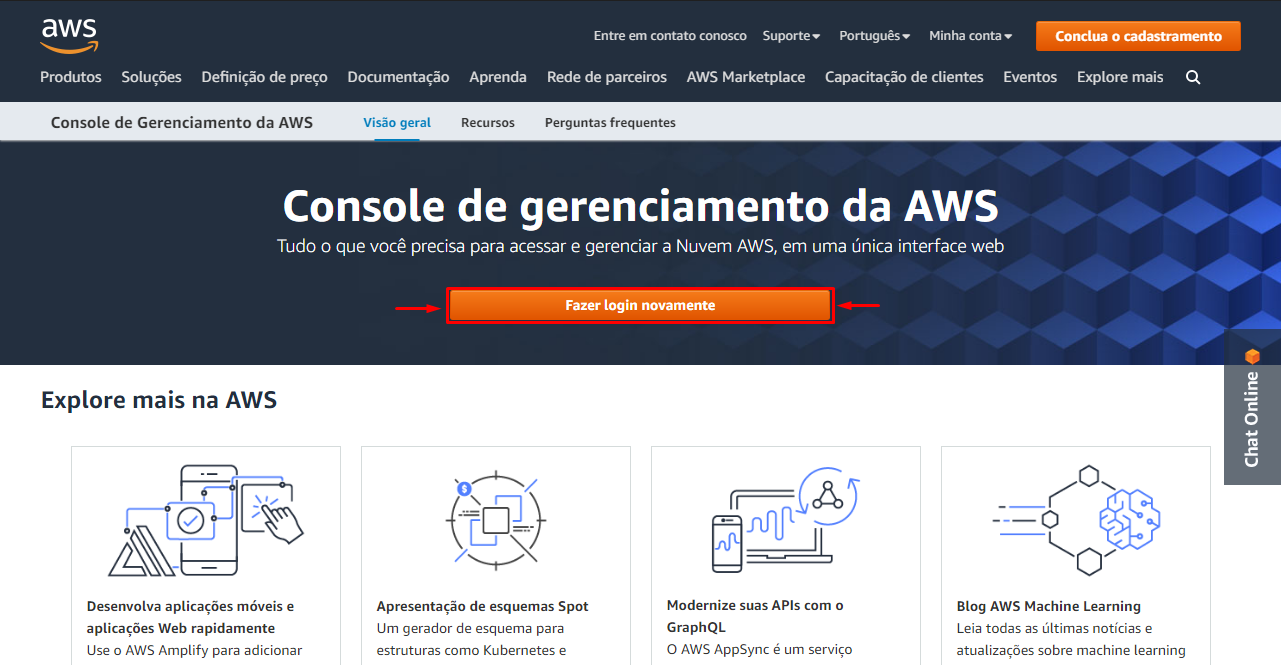 aws
Entre em contato conosco Suporte Português Minha conta Conclua o cadastramento
Produtos Soluções Definição de preço Documentação Aprenda Rede de parceiros AWS Marketplace Capacitação de clientes Eventos Explore mais
Console de Gerenciamento da AWS Visão geral Recursos Perguntas frequentes
Console de gerenciamento da AWS
Tudo o que você precisa para acessar e gerenciar a Nuvem AWS, em uma única interface web
Fazer login novamente
Chat Online
Explore mais na AWS
$
Desenvolva aplicações móveis e
aplicações Web rapidamente
Use o AWS Amplify para adicionar
Apresentação de esquemas Spot
Um gerador de esquema para
estruturas como Kubernetes e
Modernize suas APIs com o
GraphQL
O AWS AppSync é um serviço
Blog AWS Machine Learning
Leia todas as últimas notícias e
atualizações sobre machine learning